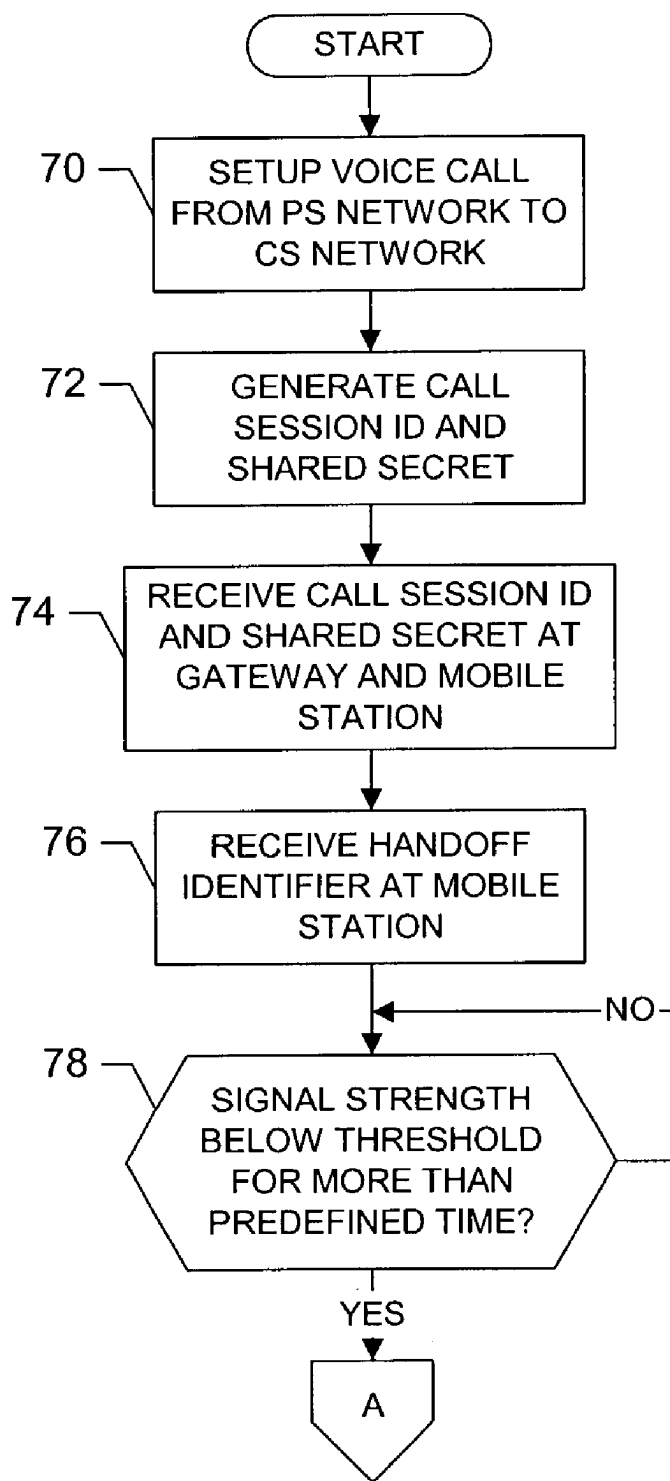 START
70
SETUP VOICE CALL
FROM PS NETWORK TO
CS NETWORK
72
GENERATE CALL
SESSION ID AND
SHARED SECRET
74
RECEIVE CALL SESSION ID
AND SHARED SECRET AT
GATEWAY AND MOBILE
STATION
76
RECEIVE HANDOFF
IDENTIFIER AT MOBILE
STATION
NO
78
SIGNAL STRENGTH
BELOW THRESHOLD
FOR MORE THAN
PREDEFINED TIME?
YES
A